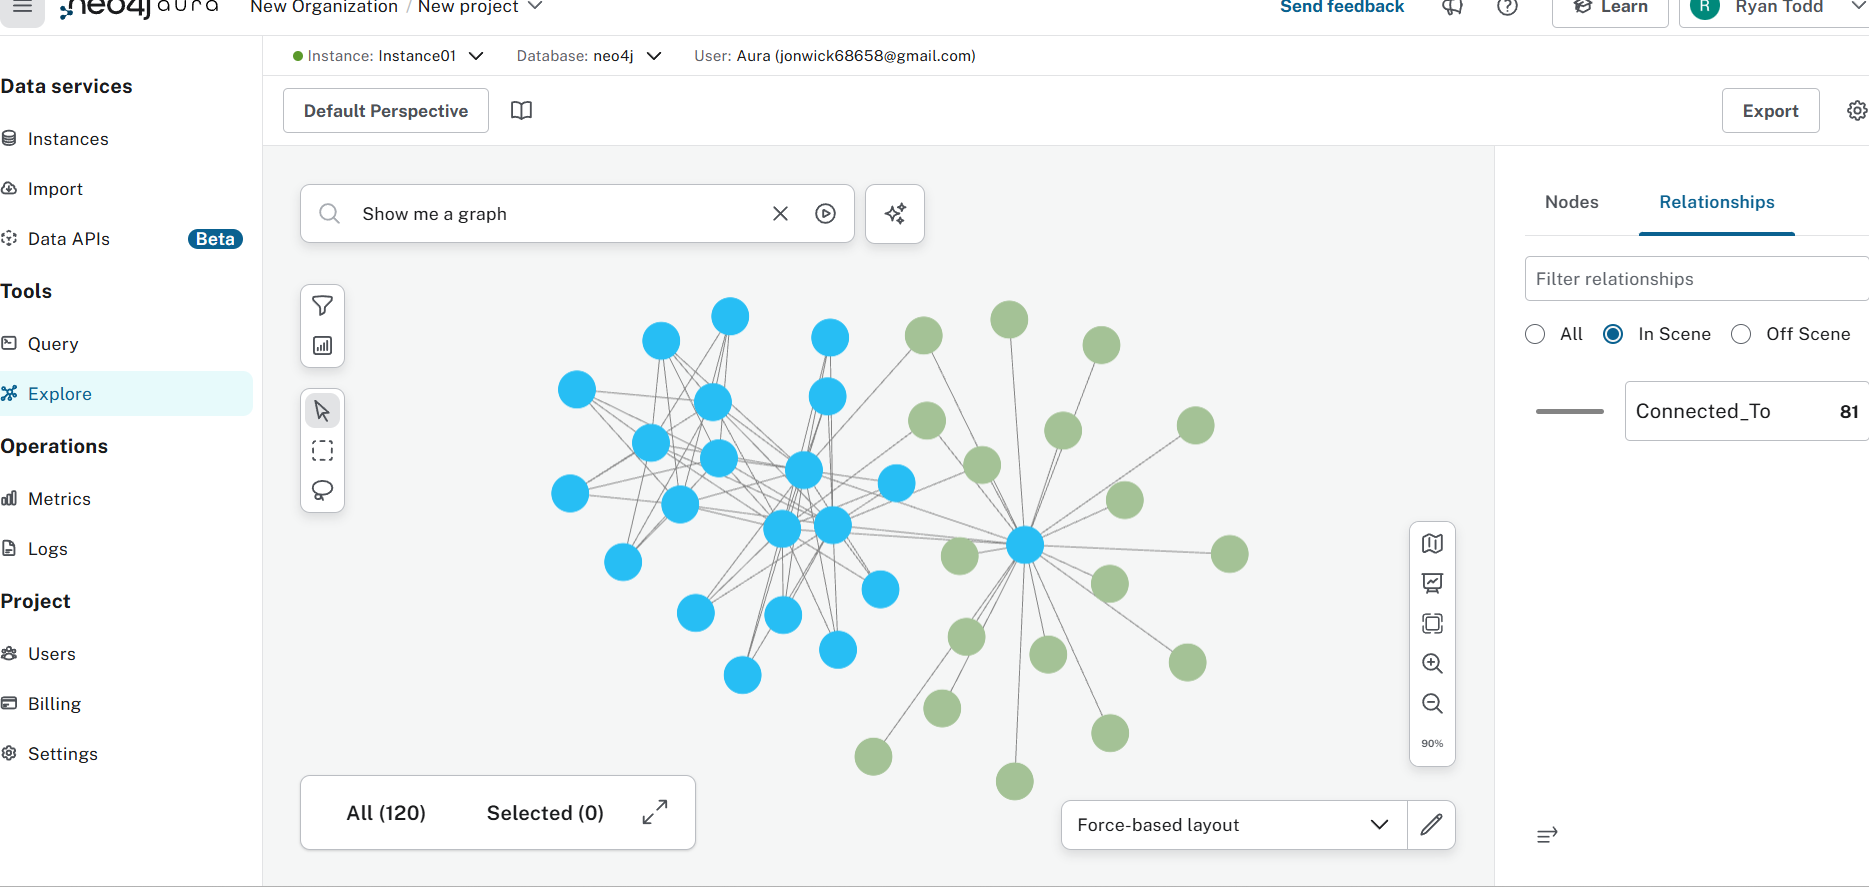 neo4j aura
New Organization / New project
Send feedback
Learn
R
Ryan Todd
Data services
Instances
Import
Data APIs
Beta
Tools
Query
Explore
Operations
Metrics
Logs
Project
Users
Billing
Settings
Instance: Instance01
Database: neo4j
User: Aura (jonwick68658@gmail.com)
Default Perspective
Export
Show me a graph
All (120)
Selected (0)
90%
Force-based layout
Nodes
Relationships
Filter relationships
All
In Scene
Off Scene
Connected_To
81